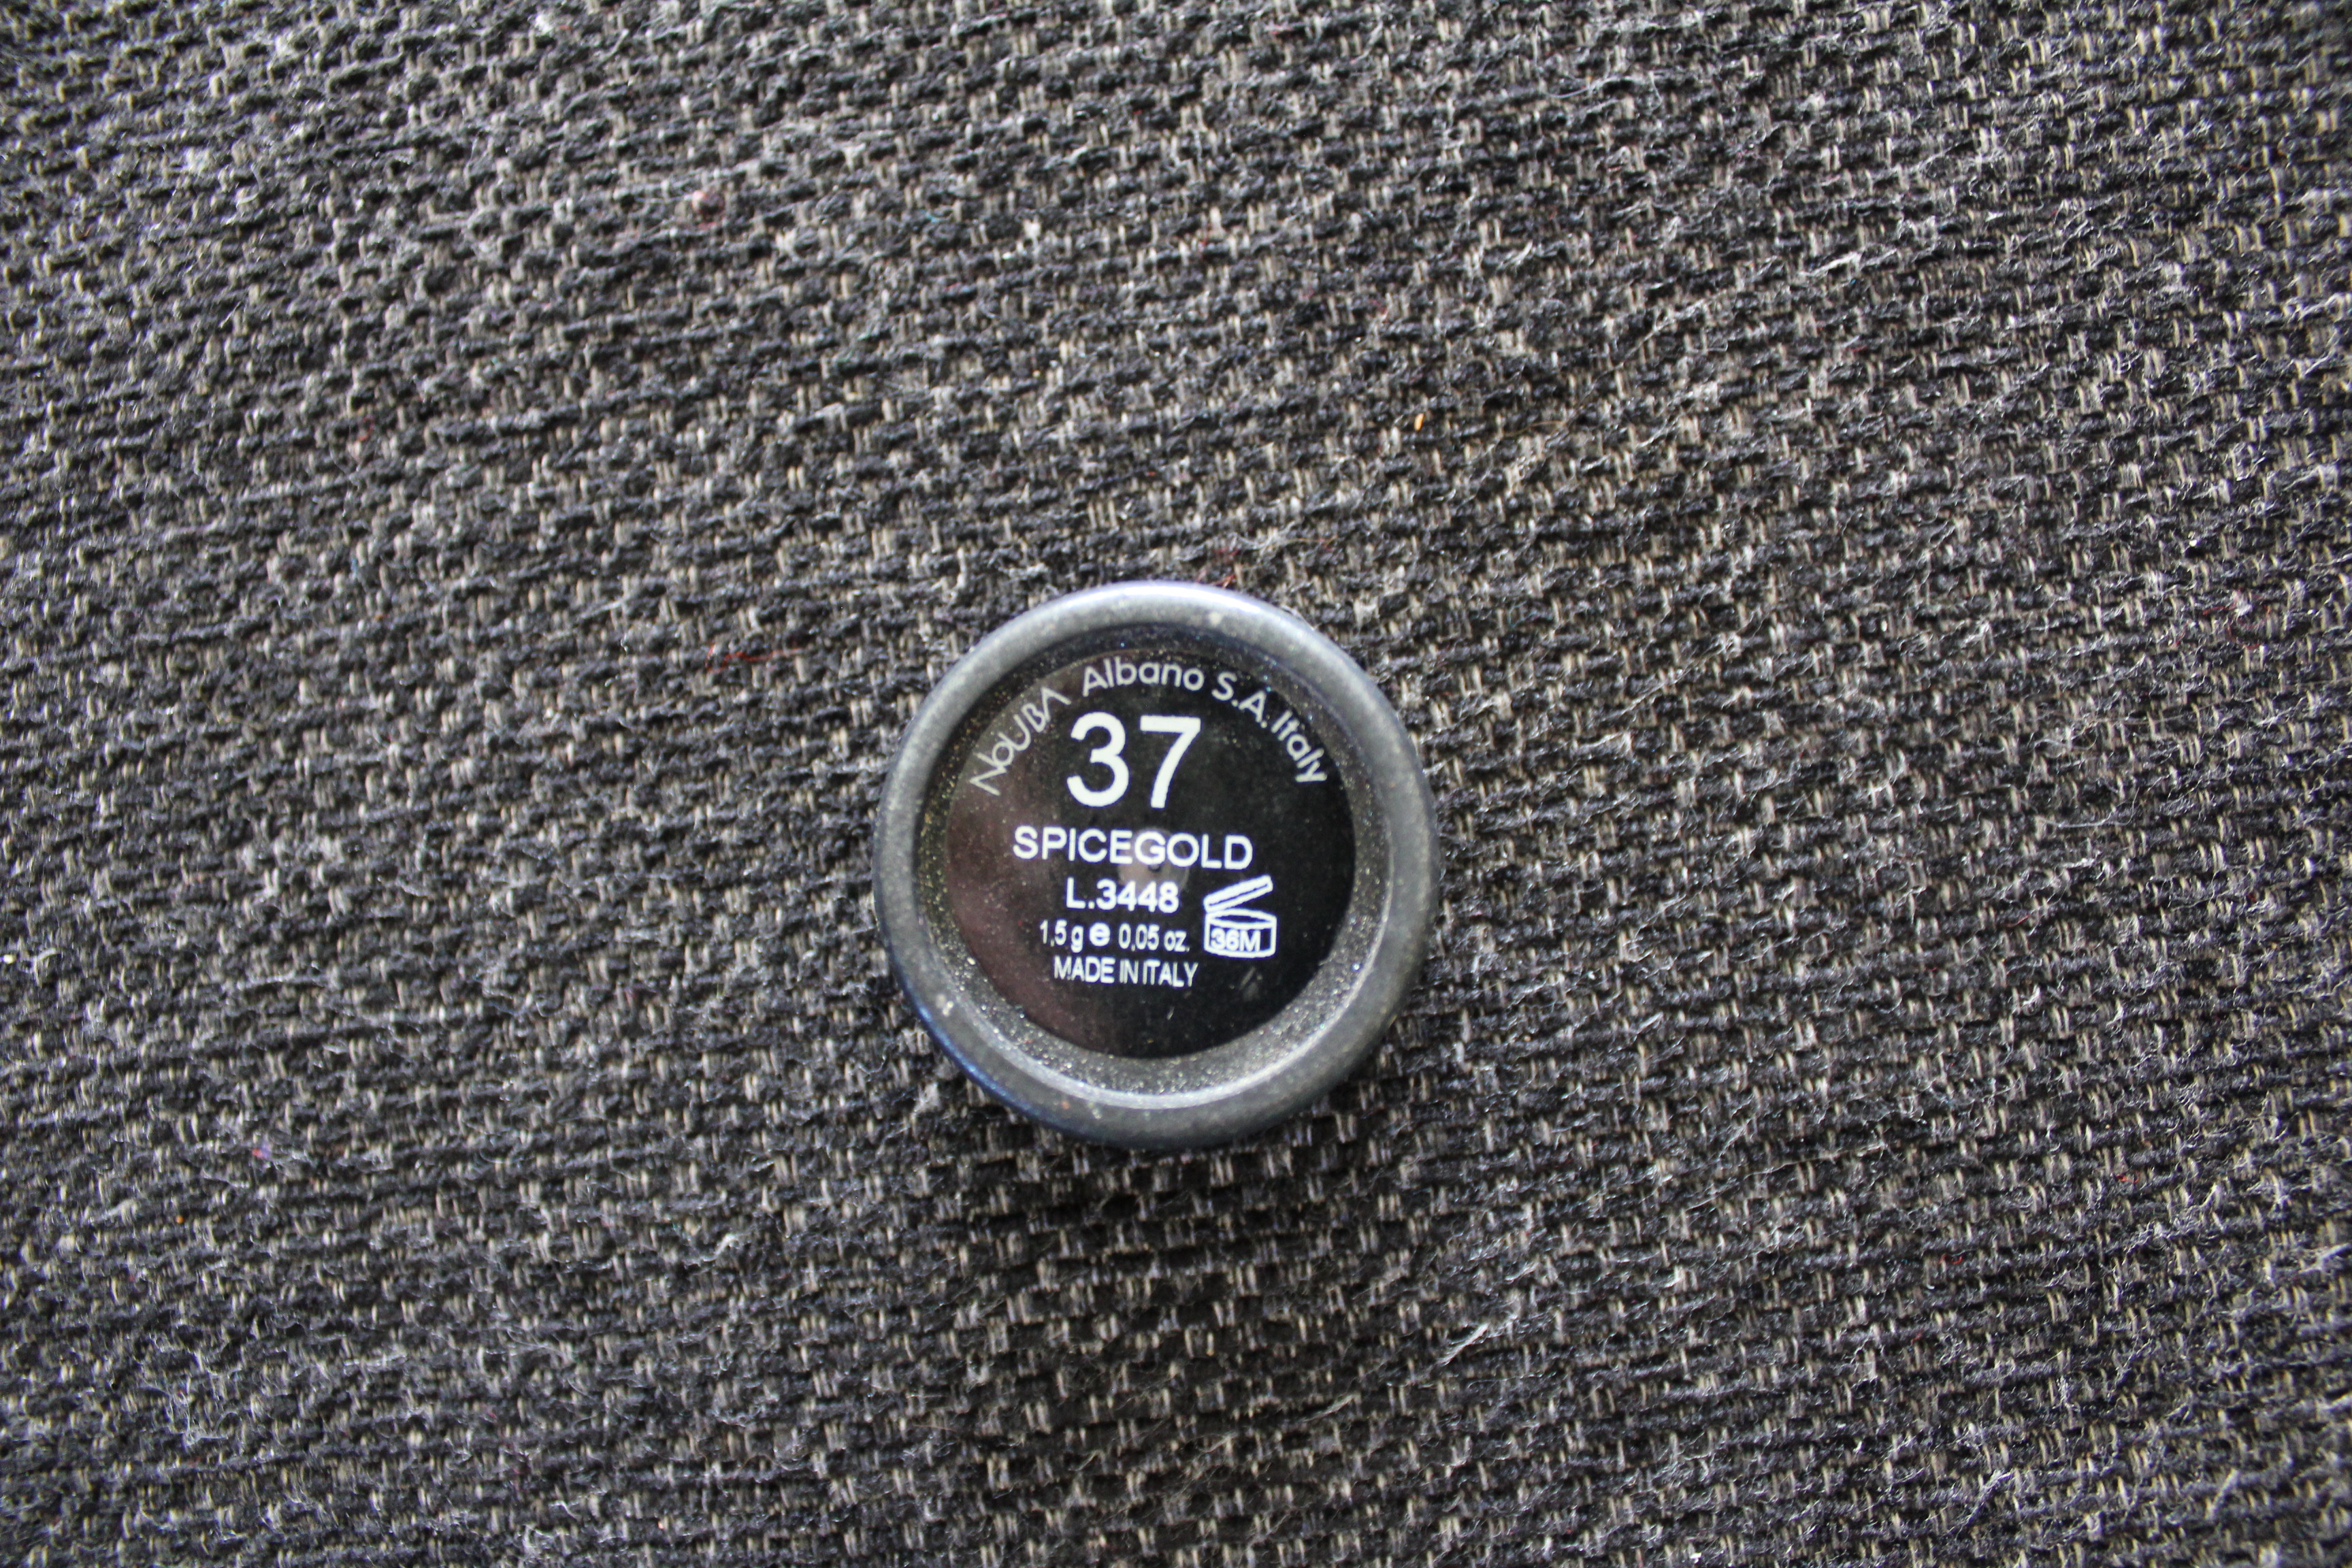 NoUBA Albano S.A. Italy
37
SPICEGOLD
L.3448
1,5 g e 0,05 oz.
36M
MADE IN ITALY